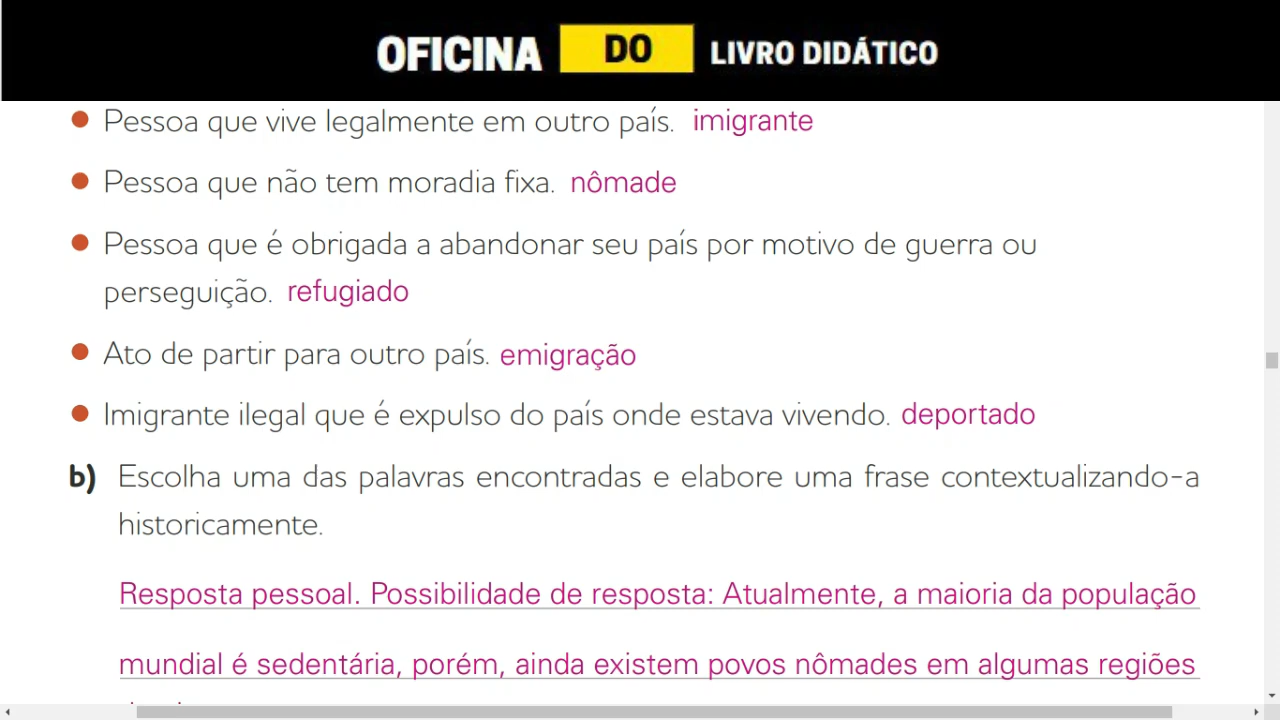 OFICINA DO LIVRO DIDÁTICO
Pessoa que vive legalmente em outro país. imigrante
Pessoa que não tem moradia fixa. nômade
Pessoa que é obrigada a abandonar seu país por motivo de guerra ou
perseguição. refugiado
Ato de partir para outro país. emigração
Imigrante ilegal que é expulso do país onde estava vivendo. deportado
b) Escolha uma das palavras encontradas e elabore uma frase contextualizando-a
historicamente.
Resposta pessoal. Possibilidade de resposta: Atualmente, a maioria da população
mundial é sedentária, porém, ainda existem povos nômades em algumas regiões